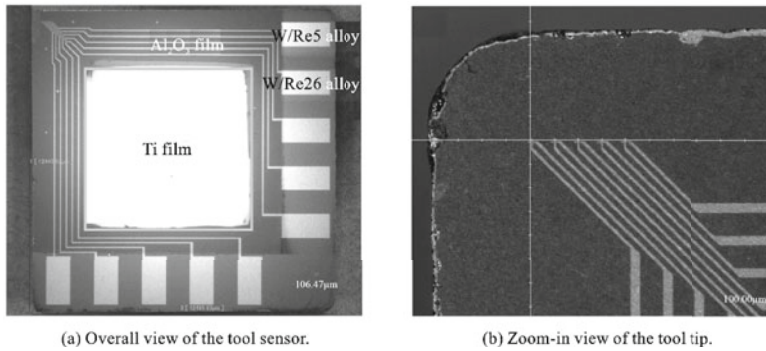 W/Re5 alloy
Al₂O₃ film
W/Re26 alloy
Ti film
106.47μm
100.00μm
(a) Overall view of the tool sensor.
(b) Zoom-in view of the tool tip.